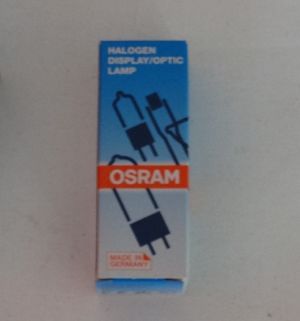 HALOGEN
DISPLAY/OPTIC
LAMP
OSRAM
MADE IN
GERMANY